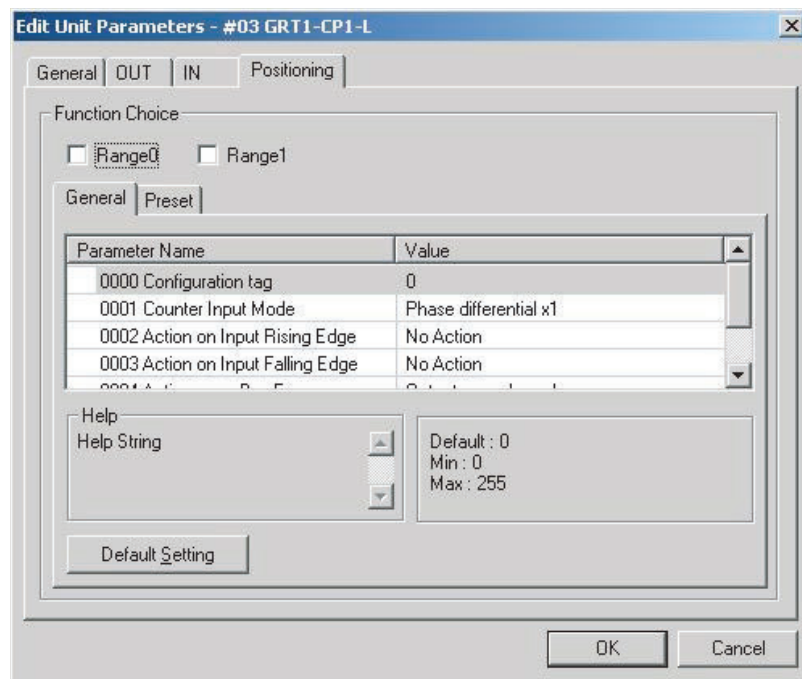 Edit Unit Parameters - #03 GRT1-CP1-L
General OUT IN Positioning
Function Choice
Range0 Range1
General Preset
Parameter Name Value
0000 Configuration tag 0
0001 Counter Input Mode Phase differential x1
0002 Action on Input Rising Edge No Action
0003 Action on Input Falling Edge No Action
Help
Help String
Default : 0
Min : 0
Max : 255
Default Setting
OK Cancel